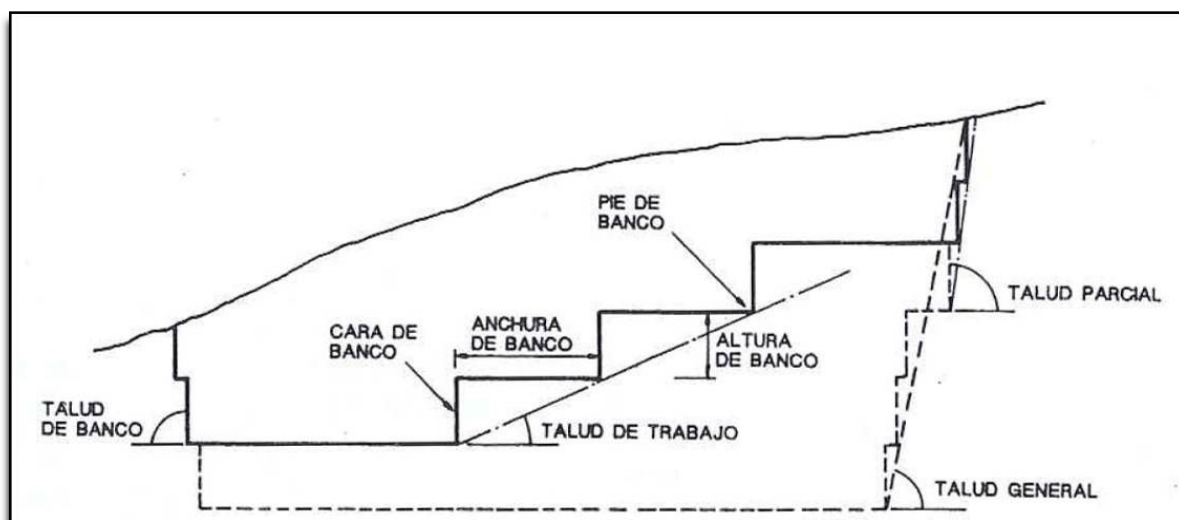 PIE DE
BANCO
TALUD PARCIAL
ANCHURA
DE BANCO
CARA DE
BANCO
ALTURA
DE BANCO
TALUD
DE BANCO
TALUD DE TRABAJO
TALUD GENERAL